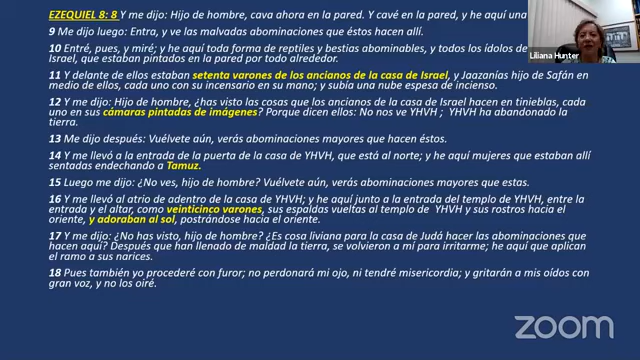 EZEQUIEL 8: 8 Y me dijo: Hijo de hombre, cava ahora en la pared. Y cavé en la pared, y he aquí una
9 Me dijo luego: Entra, y ve las malvadas abominaciones que éstos hacen allí.
10 Entré, pues, y miré; y he aquí toda forma de reptiles y bestias abominables, y todos los ídolos de
Israel, que estaban pintados en la pared por todo alrededor.
11 Y delante de ellos estaban setenta varones de los ancianos de la casa de Israel, y Jaazanías hijo de Safán en
medio de ellos, cada uno con su incensario en su mano; y subía una nube espesa de incienso.
12 Y me dijo: Hijo de hombre, ¿has visto las cosas que los ancianos de la casa de Israel hacen en tinieblas, cada
uno en sus cámaras pintadas de imágenes? Porque dicen ellos: No nos ve YHVH ; YHVH ha abandonado la
tierra.
13 Me dijo después: Vuélvete aún, verás abominaciones mayores que hacen éstos.
14 Y me llevó a la entrada de la puerta de la casa de YHVH, que está al norte; y he aquí mujeres que estaban allí
sentadas endechando a Tamuz.
15 Luego me dijo: ¿No ves, hijo de hombre? Vuélvete aún, verás abominaciones mayores que estas.
16 Y me llevó al atrio de adentro de la casa de YHVH; y he aquí junto a la entrada del templo de YHVH, entre la
entrada y el altar, como veinticinco varones, sus espaldas vueltas al templo de YHVH y sus rostros hacia el
oriente, y adoraban al sol, postrándose hacia el oriente.
17 Y me dijo: ¿No has visto, hijo de hombre? ¿Es cosa liviana para la casa de Judá hacer las abominaciones que
hacen aquí? Después que han llenado de maldad la tierra, se volvieron a mí para irritarme; he aquí que aplican
el ramo a sus narices.
18 Pues también yo procederé con furor; no perdonará mi ojo, ni tendré misericordia; y gritarán a mis oídos con
gran voz, y no los oiré.
Liliana Hunter
zoom